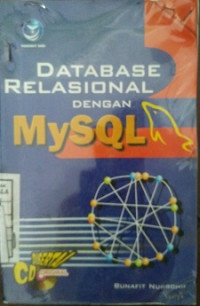 DATABASE
RELASIONAL
DENGAN
MySQL
CD
BUNAFIT NUGROHO